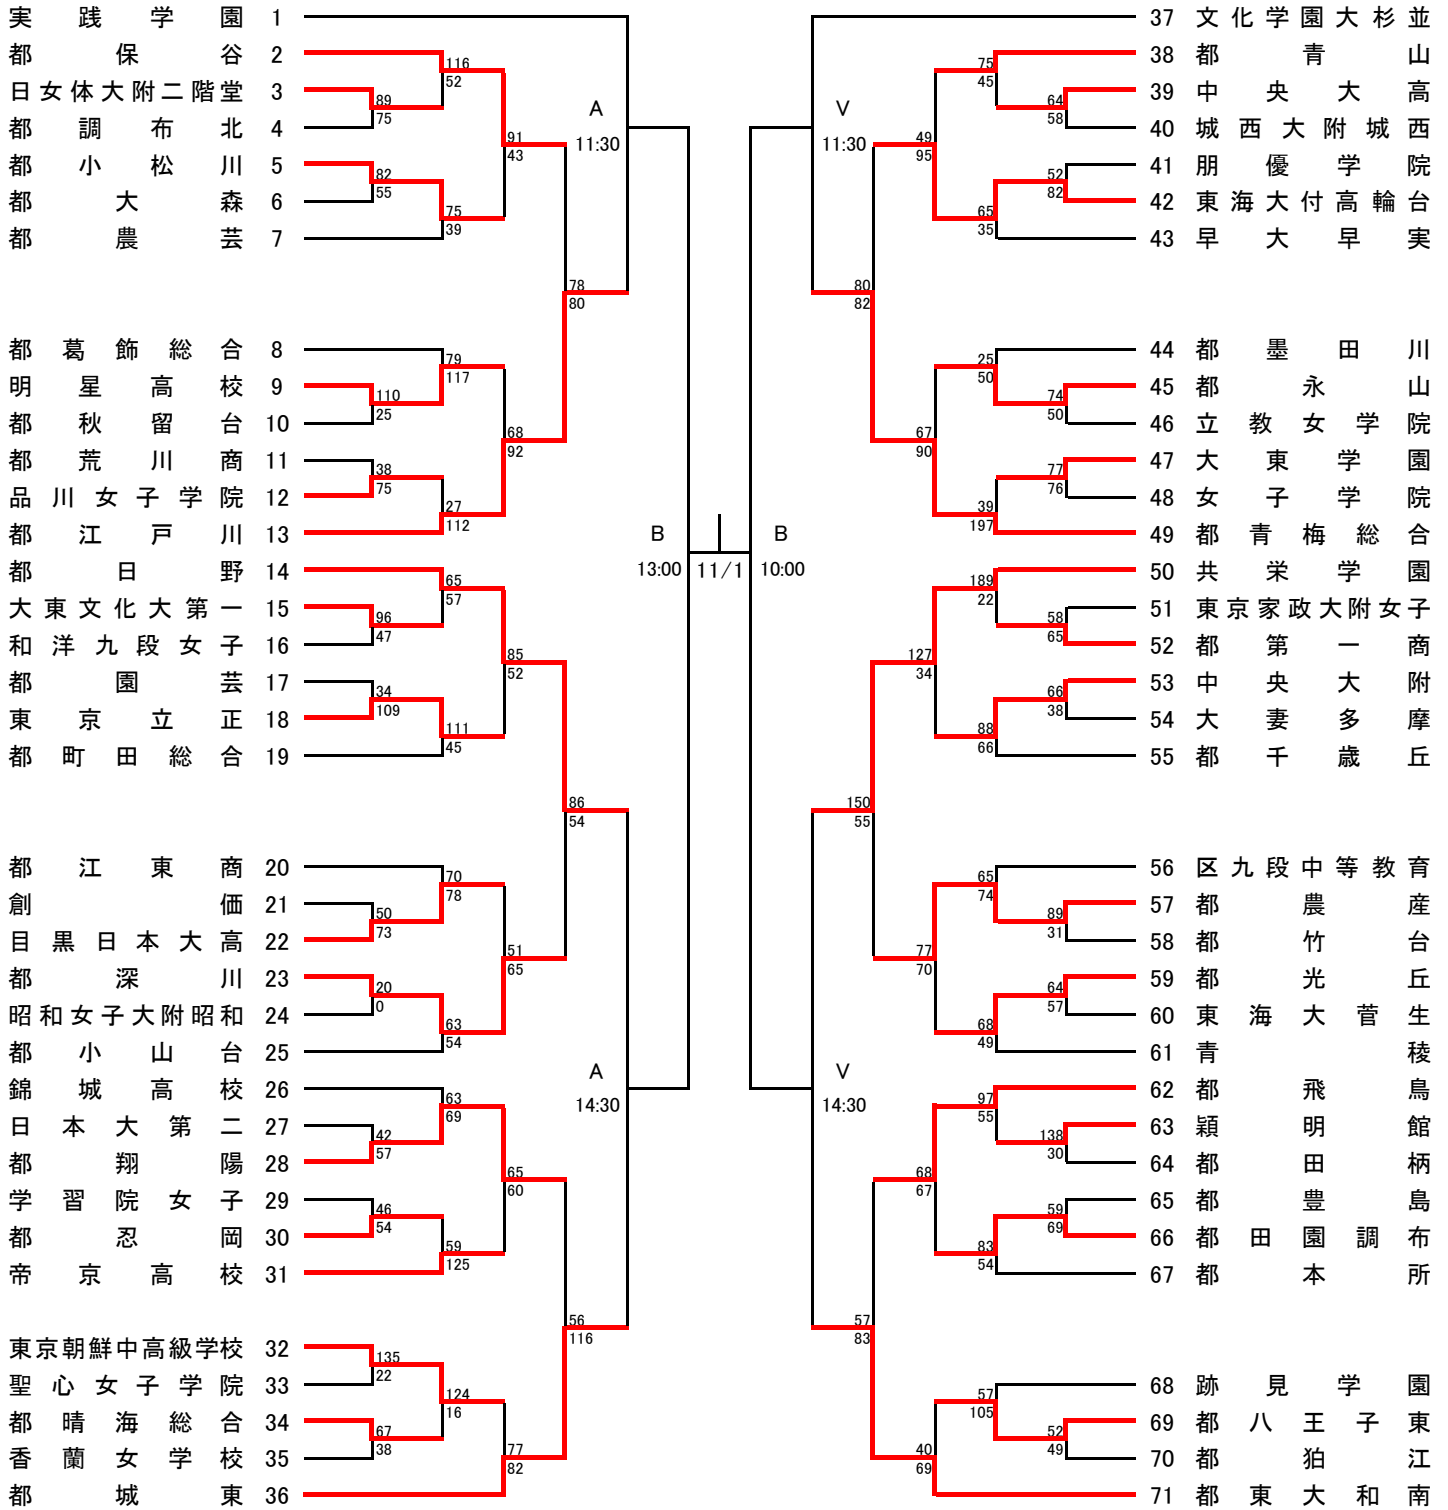 実践学園 1
都保谷 2
日女体大附二階堂 3
都調布北 4
都小松川 5
都大森 6
都農芸 7
都葛飾総合 8
明星高校 9
都秋留台 10
都荒川商 11
品川女子学院 12
都江戸川 13
都日野 14
大東文化大第一 15
和洋九段女子 16
都園芸 17
東京立正 18
都町田総合 19
都江東商 20
創価 21
目黒日本大高 22
都深川 23
昭和女子大附昭和 24
都小山台 25
錦城高校 26
日本大第二 27
都翔陽 28
学習院女子 29
都忍岡 30
帝京高校 31
東京朝鮮中高級学校 32
聖心女子学院 33
都晴海総合 34
香蘭女学校 35
都城東 36
89
75
82
55
110
25
38
75
96
47
34
109
50
73
20
0
42
57
46
54
135
22
67
38
116
52
75
39
79
117
27
112
65
57
111
45
70
78
63
54
63
69
59
125
124
16
91
43
68
92
85
52
51
65
65
60
77
82
78
80
86
54
56
116
A
11:30
A
14:30
B
13:00
11/1
B
10:00
V
11:30
V
14:30
80
82
150
55
57
83
49
95
67
90
127
34
77
70
68
67
40
69
75
45
65
35
25
50
39
197
189
22
88
66
65
74
68
49
97
55
83
54
57
105
64
58
52
82
74
50
77
76
58
65
66
38
89
31
64
57
138
30
59
69
52
49
37 文化学園大杉並
38 都青山
39 中央大高
40 城西大附城西
41 朋優学院
42 東海大付高輪台
43 早大早実
44 都墨田川
45 都永山
46 立教女学院
47 大東学園
48 女子学院
49 都青梅総合
50 共栄学園
51 東京家政大附女子
52 都第一商
53 中央大附
54 大妻多摩
55 都千歳丘
56 区九段中等教育
57 都農産
58 都竹台
59 都光丘
60 東海大菅生
61 青稜
62 都飛鳥
63 穎明館
64 都田柄
65 都豊島
66 都田園調布
67 都本所
68 跡見学園
69 都八王子東
70 都狛江
71 都東大和南